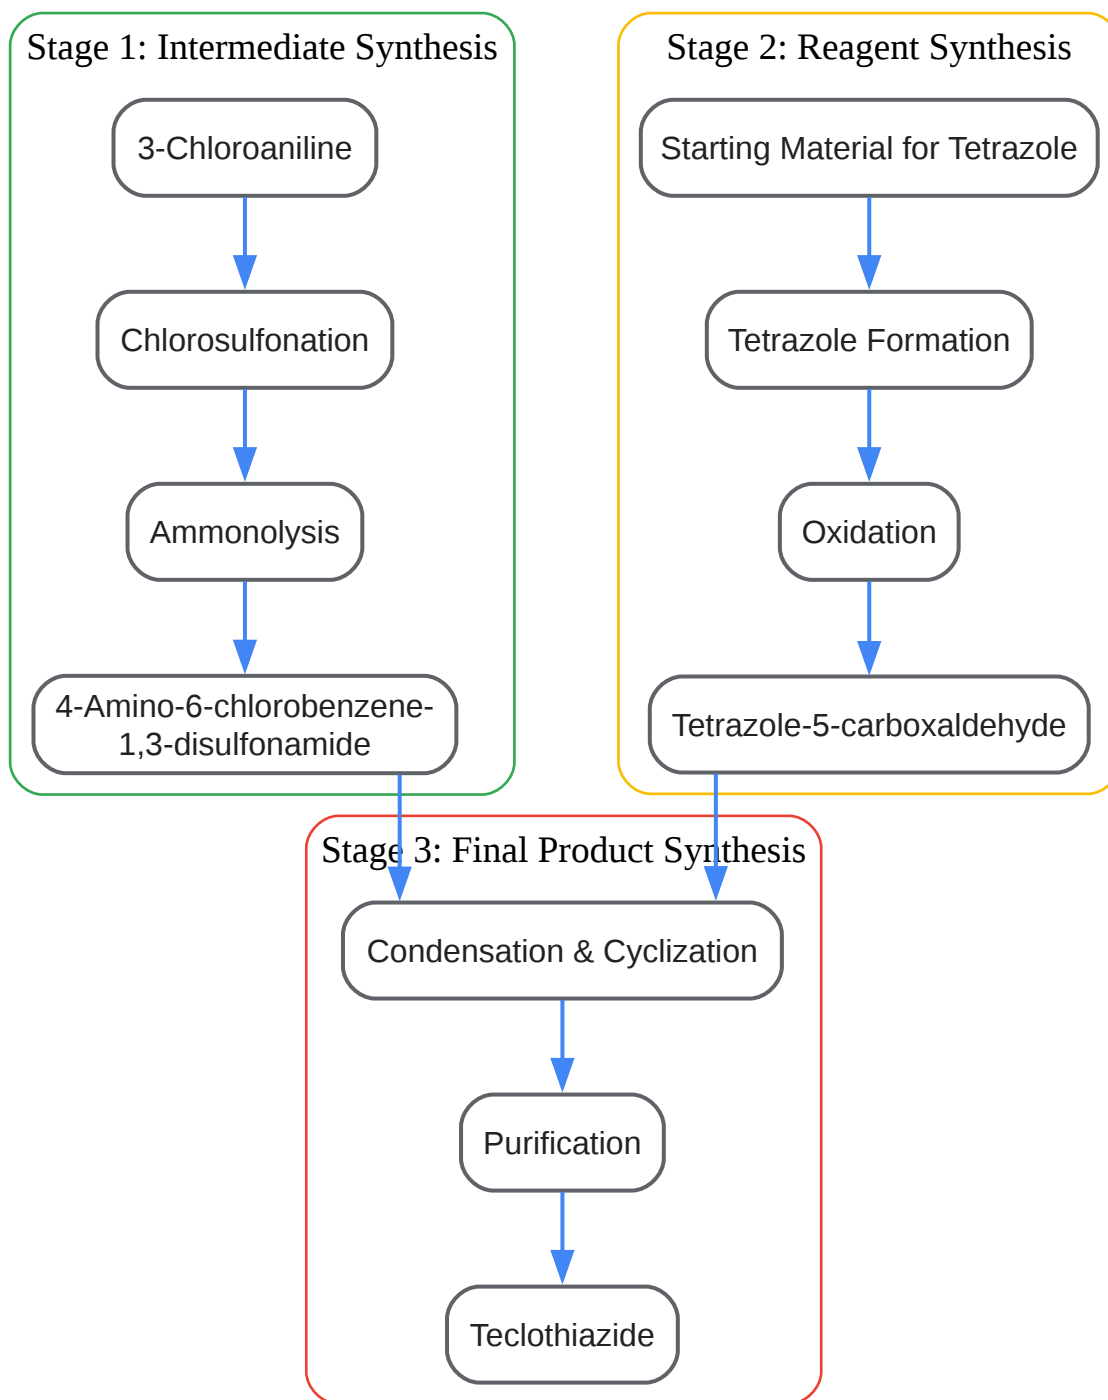 Stage 1: Intermediate Synthesis
3-Chloroaniline
Chlorosulfonation
Ammonolysis
4-Amino-6-chlorobenzene-
1,3-disulfonamide
Stage 2: Reagent Synthesis
Starting Material for Tetrazole
Tetrazole Formation
Oxidation
Tetrazole-5-carboxaldehyde
Stage 3: Final Product Synthesis
Condensation & Cyclization
Purification
Teclothiazide